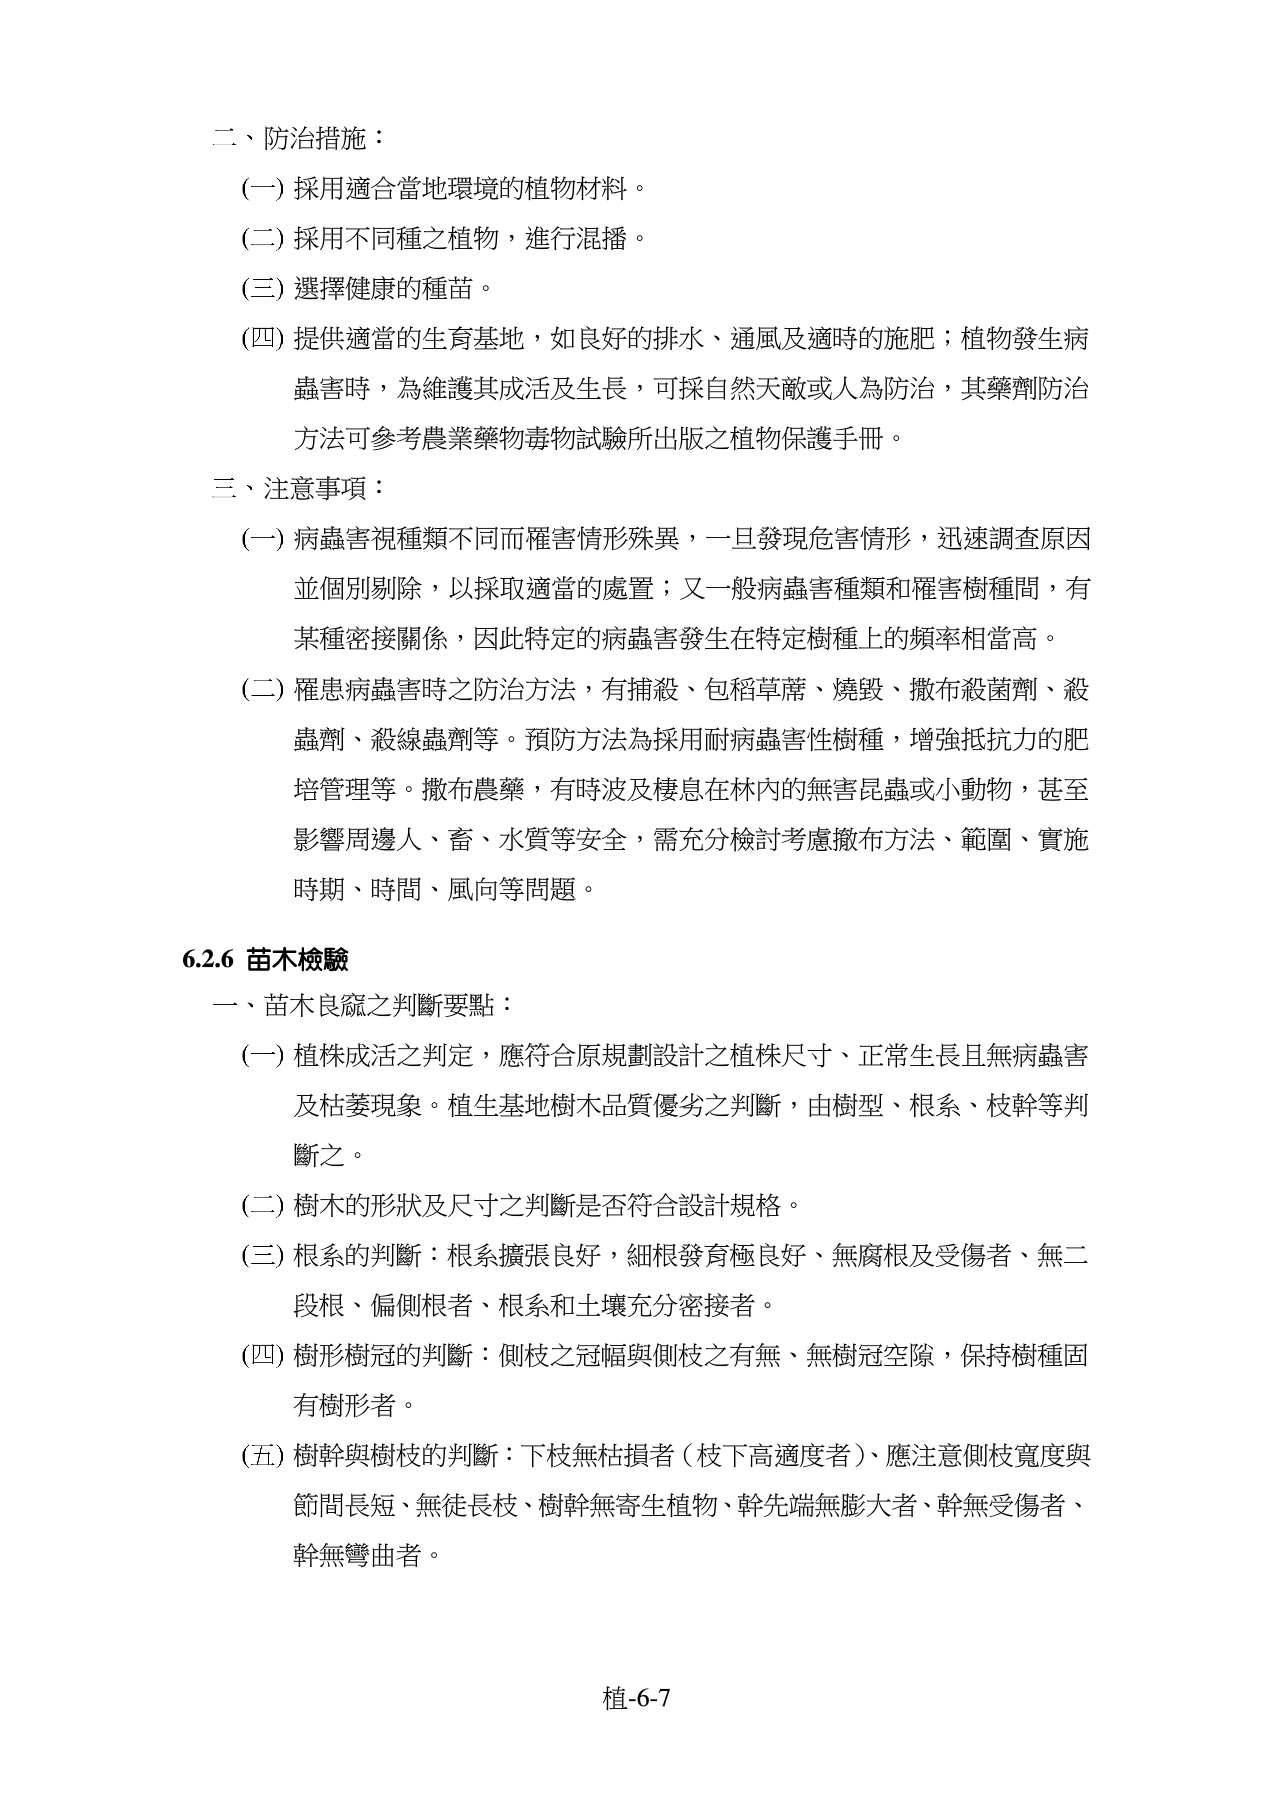 二、防治措施：
(一) 採用適合當地環境的植物材料。
(二) 採用不同種之植物，進行混播。
(三) 選擇健康的種苗。
(四) 提供適當的生育基地，如良好的排水、通風及適時的施肥；植物發生病
蟲害時，為維護其成活及生長，可採自然天敵或人為防治，其藥劑防治
方法可參考農業藥物毒物試驗所出版之植物保護手冊。
三、注意事項：
(一) 病蟲害視種類不同而罹害情形殊異，一旦發現危害情形，迅速調查原因
並個別剔除，以採取適當的處置；又一般病蟲害種類和罹害樹種間，有
某種密接關係，因此特定的病蟲害發生在特定樹種上的頻率相當高。
(二) 罹患病蟲害時之防治方法，有捕殺、包稻草蓆、燒毀、撒布殺菌劑、殺
蟲劑、殺線蟲劑等。預防方法為採用耐病蟲害性樹種，增強抵抗力的肥
培管理等。撒布農藥，有時波及棲息在林內的無害昆蟲或小動物，甚至
影響周邊人、畜、水質等安全，需充分檢討考慮撒布方法、範圍、實施
時期、時間、風向等問題。
6.2.6 苗木檢驗
一、苗木良窳之判斷要點：
(一) 植株成活之判定，應符合原規劃設計之植株尺寸、正常生長且無病蟲害
及枯萎現象。植生基地樹木品質優劣之判斷，由樹型、根系、枝幹等判
斷之。
(二) 樹木的形狀及尺寸之判斷是否符合設計規格。
(三) 根系的判斷：根系擴張良好，細根發育極良好、無腐根及受傷者、無二
段根、偏側根者、根系和土壤充分密接者。
(四) 樹形樹冠的判斷：側枝之冠幅與側枝之有無、無樹冠空隙，保持樹種固
有樹形者。
(五) 樹幹與樹枝的判斷：下枝無枯損者（枝下高適度者）、應注意側枝寬度與
節間長短、無徒長枝、樹幹無寄生植物、幹先端無膨大者、幹無受傷者、
幹無彎曲者。
植-6-7